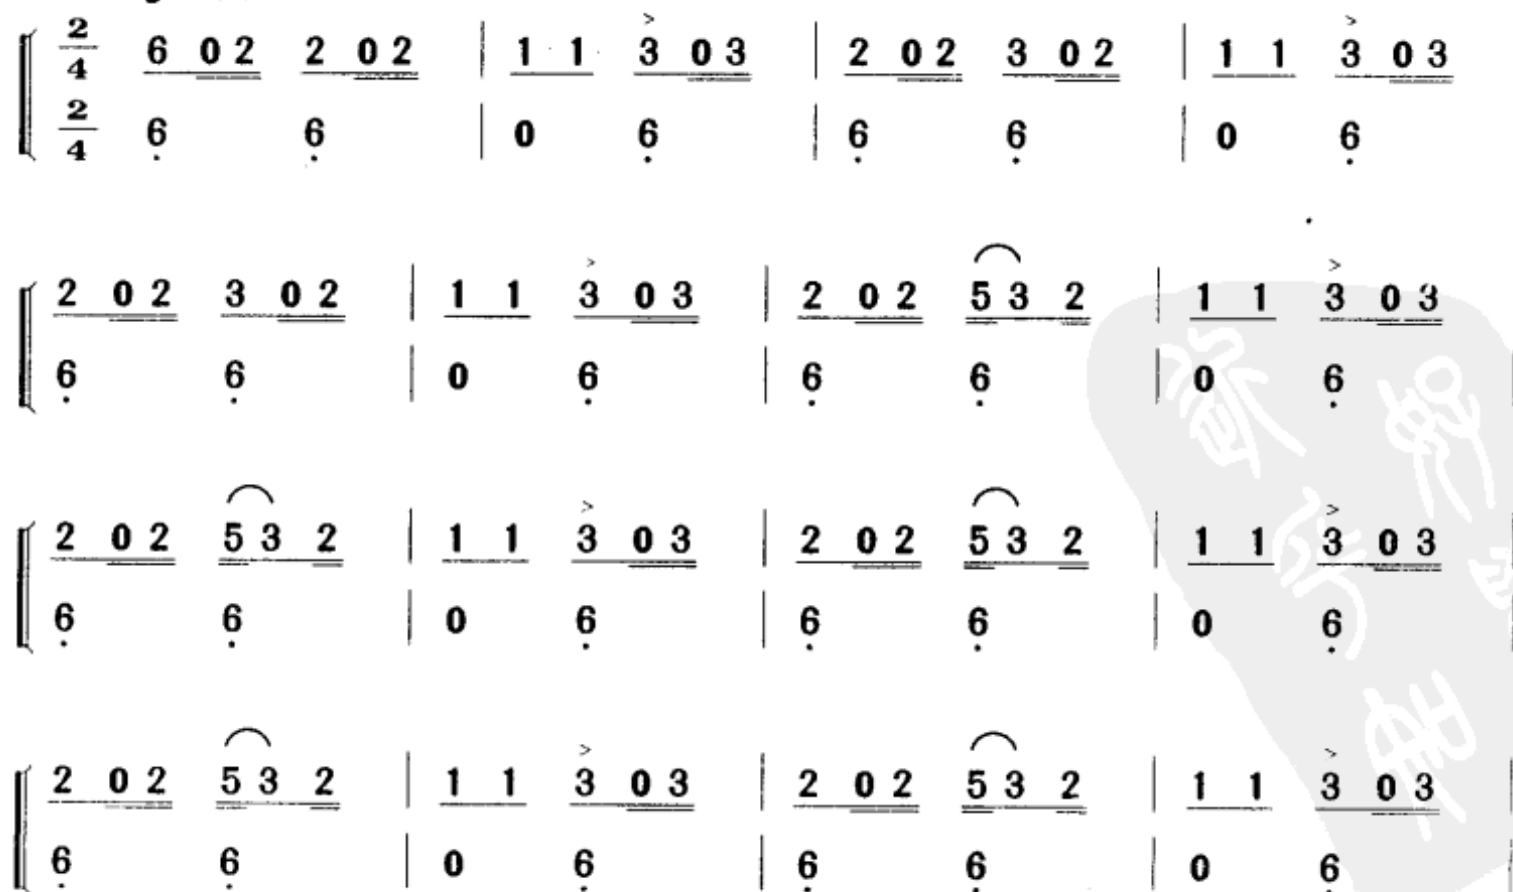 2/4 6 0 2 2 0 2 | 1 1 3 0 3 | 2 0 2 3 0 2 | 1 1 3 0 3
2/4 6̣ 6̣ | 0 6̣ | 6̣ 6̣ | 0 6̣
2 0 2 3 0 2 | 1 1 3 0 3 | 2 0 2 5 3 2 | 1 1 3 0 3
6̣ 6̣ | 0 6̣ | 6̣ 6̣ | 0 6̣ |
2 0 2 5 3 2 | 1 1 3 0 3 | 2 0 2 5 3 2 | 1 1 3 0 3
6̣ 6̣ | 0 6̣ | 6̣ 6̣ | 0 6̣ |
2 0 2 5 3 2 | 1 1 3 0 3 | 2 0 2 5 3 2 | 1 1 3 0 3 |
6̣ 6̣ | 0 6̣ | 6̣ 6̣ | 0 6̣ |